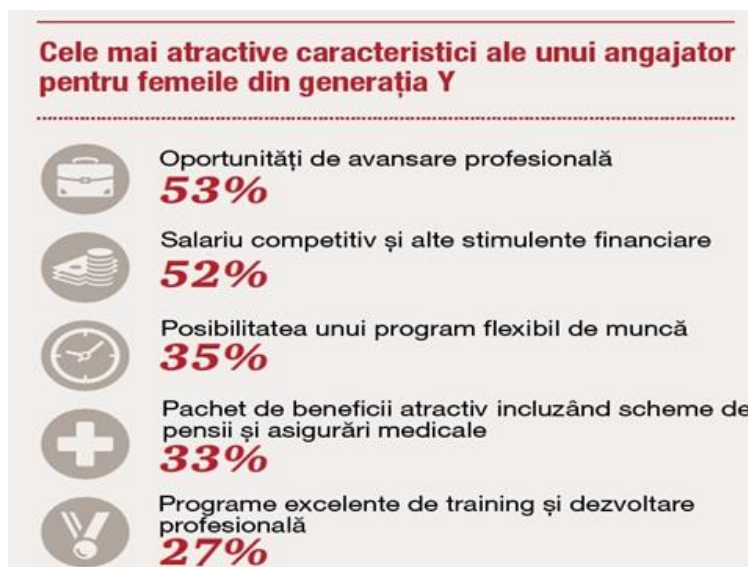 Cele mai atractive caracteristici ale unui angajator
pentru femeile din generația Y
Oportunități de avansare profesională
53%
Salariu competitiv și alte stimulente financiare
52%
Posibilitatea unui program flexibil de muncă
35%
Pachet de beneficii atractiv incluzând scheme de
pensii și asigurări medicale
33%
Programe excelente de training și dezvoltare
profesională
27%